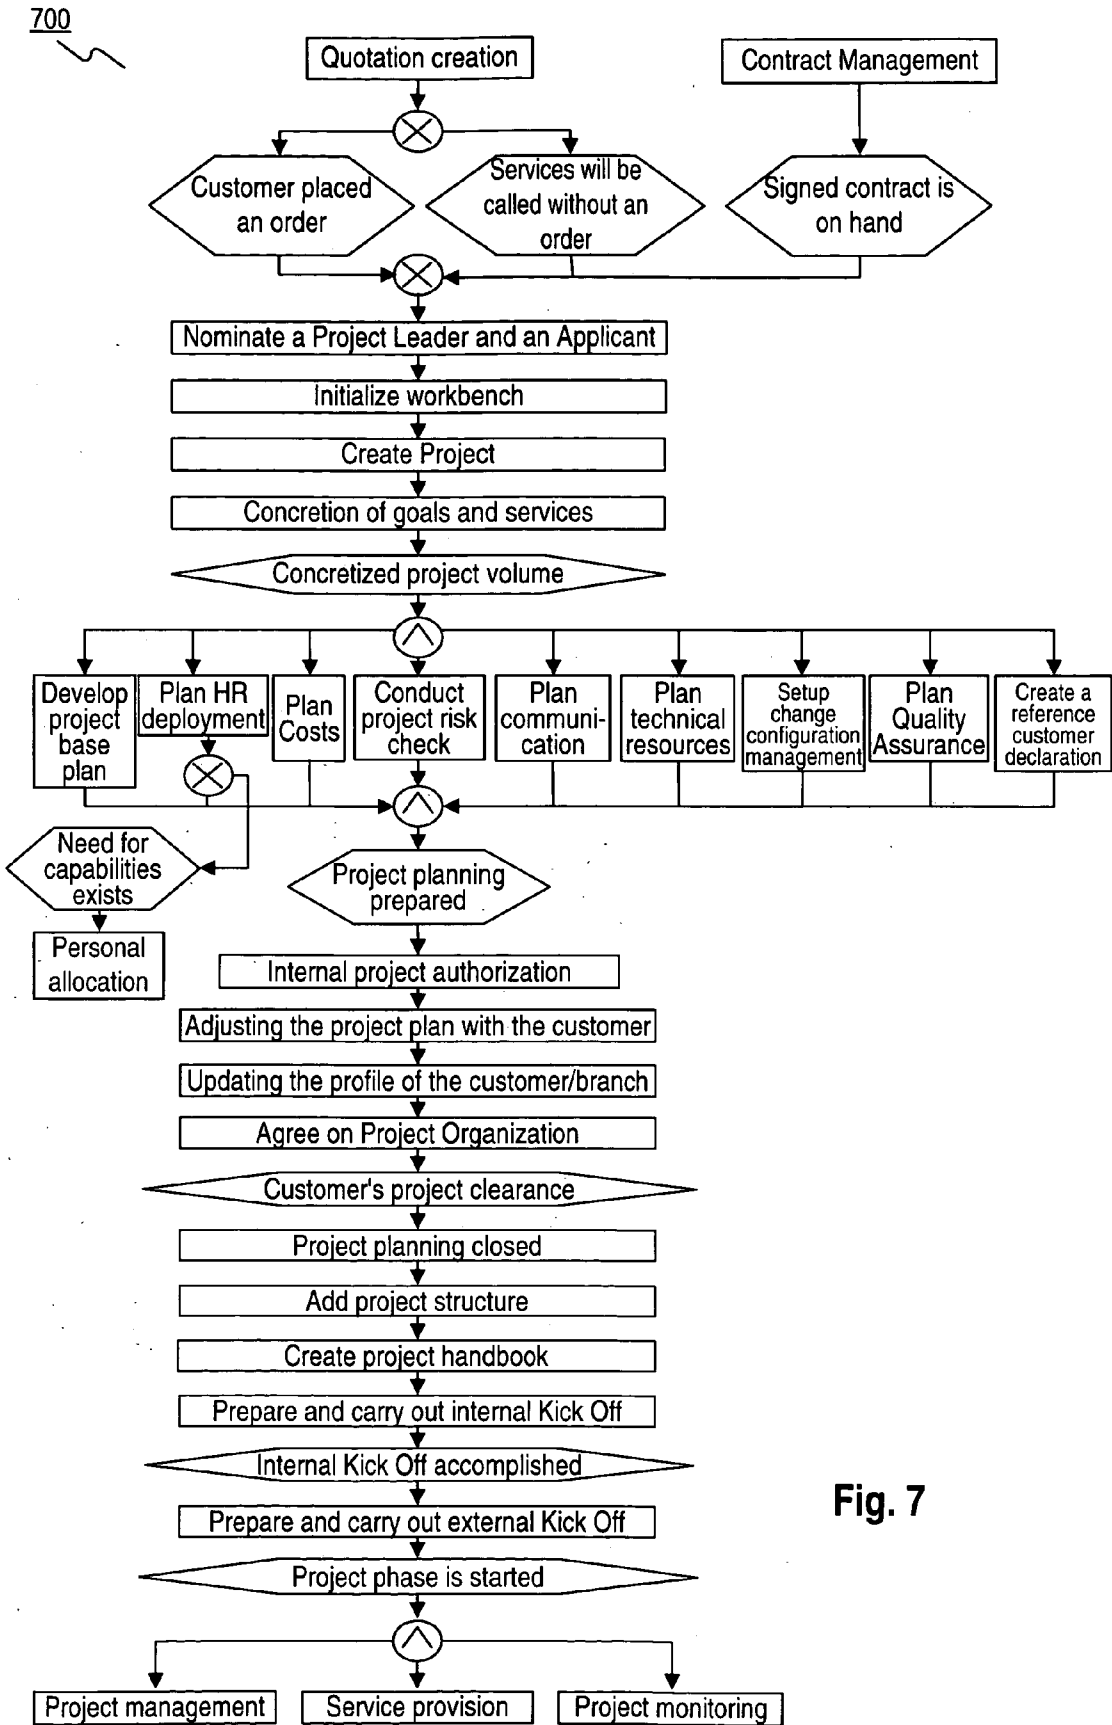 700
Quotation creation
Contract Management
Customer placed
an order
Services will be
called without an
order
Signed contract is
on hand
Nominate a Project Leader and an Applicant
Initialize workbench
Create Project
Concretion of goals and services
Concretized project volume
Develop
project
base
plan
Plan HR
deployment
Plan
Costs
Conduct
project risk
check
Plan
communi-
cation
Plan
technical
resources
Setup
change
configuration
management
Plan
Quality
Assurance
Create a
reference
customer
declaration
Need for
capabilities
exists
Project planning
prepared
Personal
allocation
Internal project authorization
Adjusting the project plan with the customer
Updating the profile of the customer/branch
Agree on Project Organization
Customer's project clearance
Project planning closed
Add project structure
Create project handbook
Prepare and carry out internal Kick Off
Internal Kick Off accomplished
Prepare and carry out external Kick Off
Project phase is started
Project management
Service provision
Project monitoring
Fig. 7